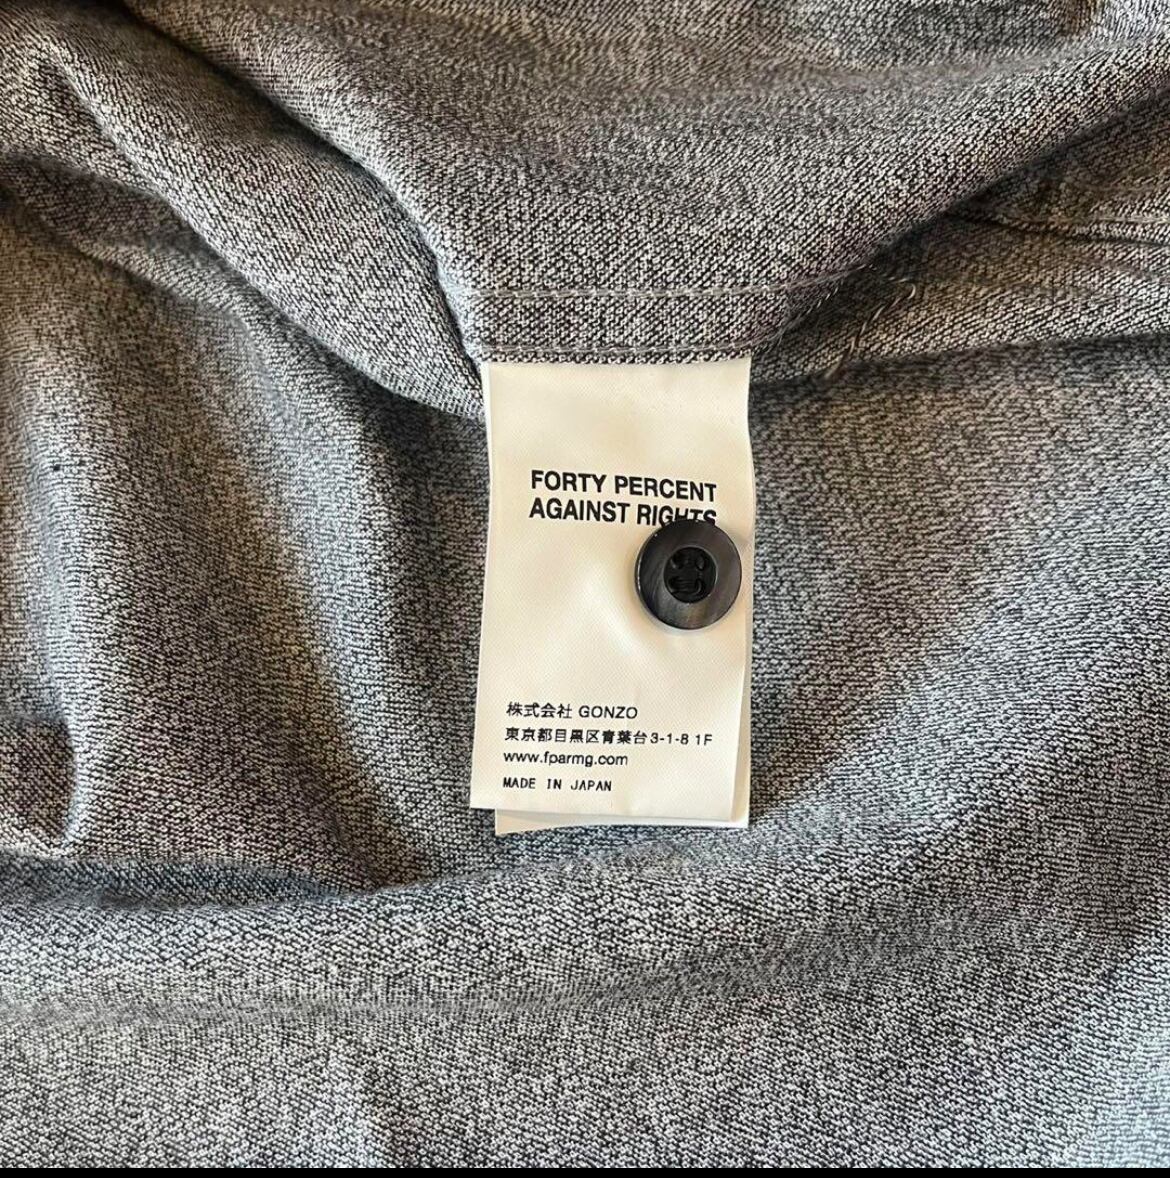 FORTY PERCENT
AGAINST RIGHTS
株式会社 GONZO
東京都目黒区青葉台3-1-8 1F
www.fparmg.com
MADE IN JAPAN